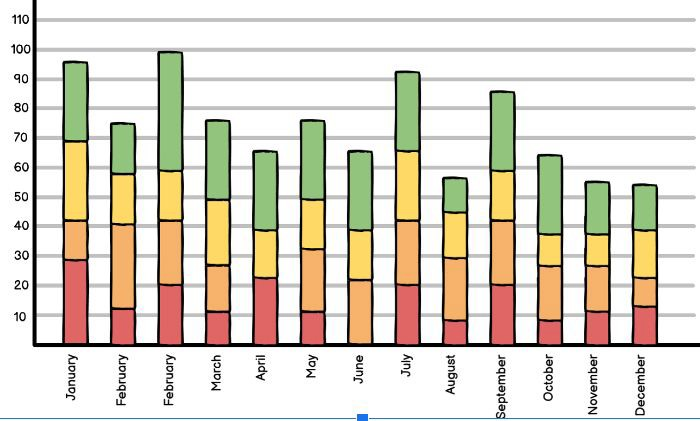 110
100
90
80
70
60
50
40
30
20
10
January
February
February
March
April
May
June
July
August
September
October
November
December